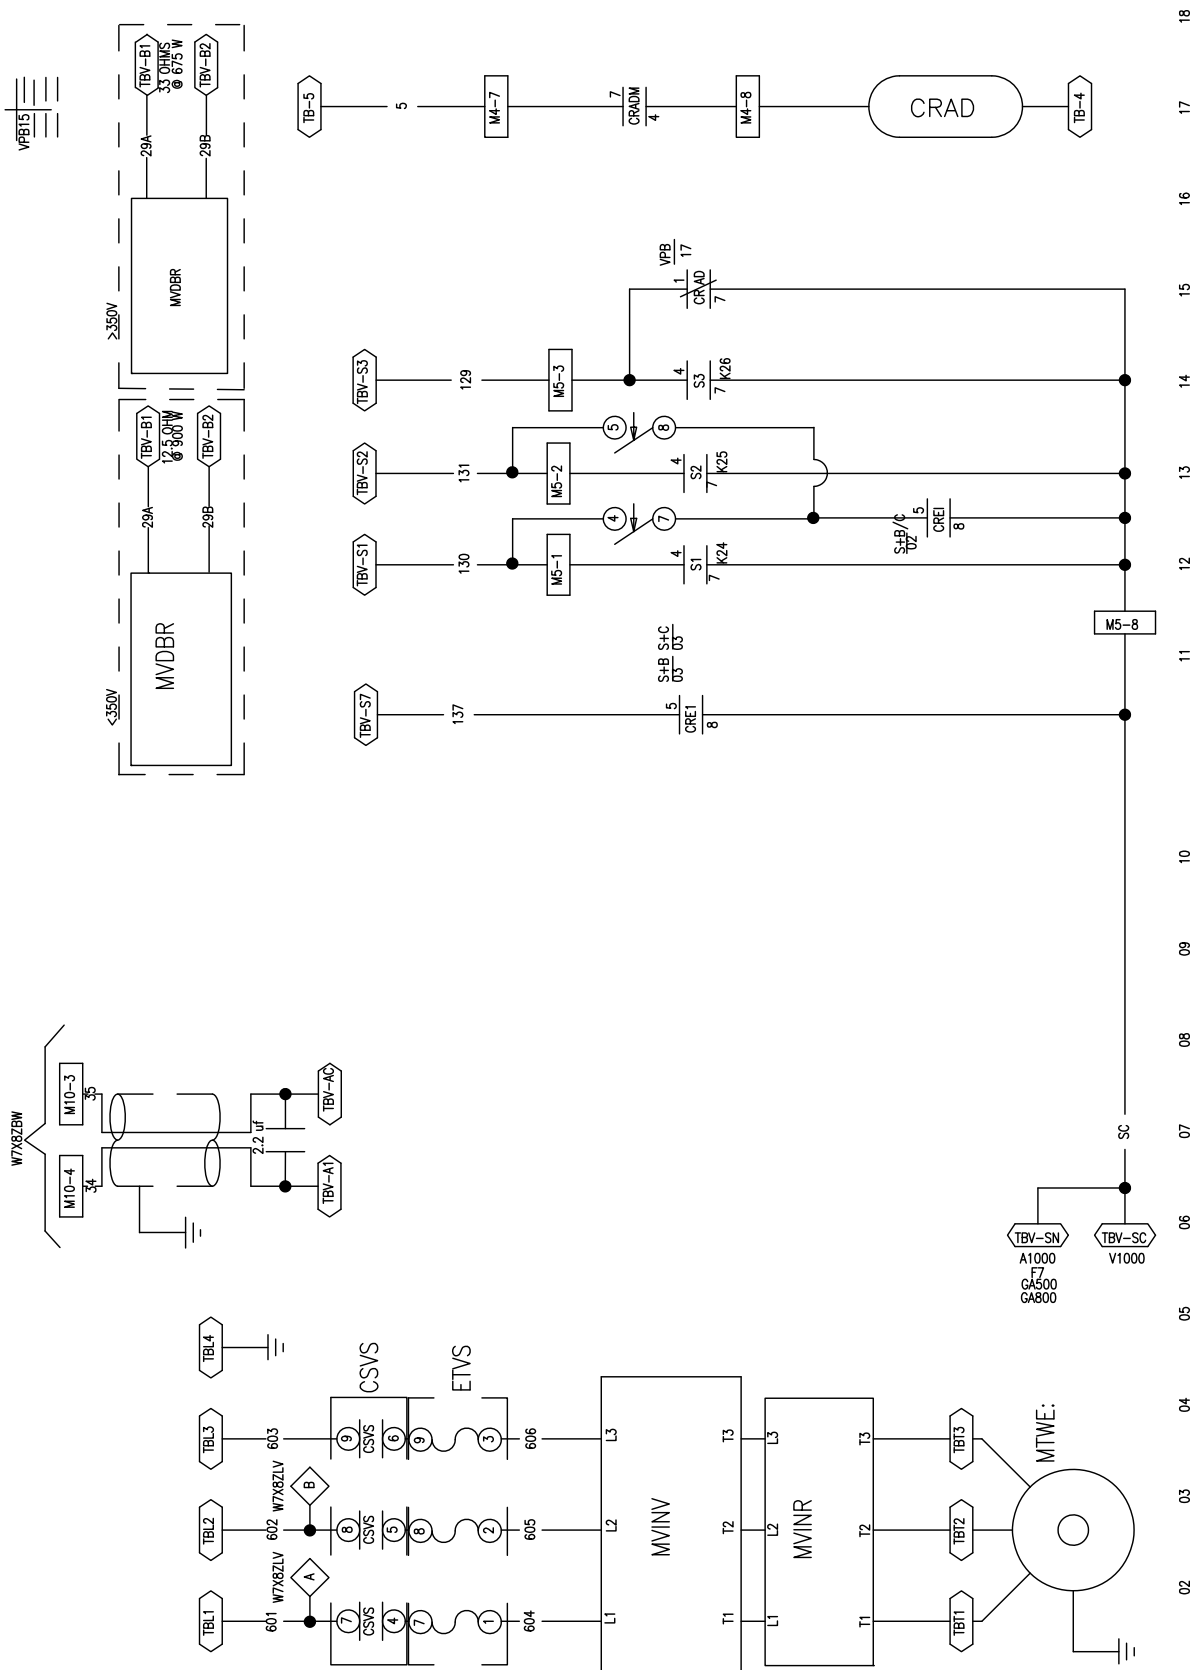 18
17
16
15
14
13
12
11
10
09
08
07
06
05
04
03
02
VPB15
TBV-B1
33 OHMS
@ 675 W
TBV-B2
29A
29B
MVDBR
>350V
TBV-B1
12.5 OHM
@ 900 W
TBV-B2
29A
29B
MVDBR
<350V
TB-5
5
M4-7
7
CRADM
4
M4-8
CRAD
TB-4
VPB
17
1
CRAD
7
TBV-S3
129
M5-3
4
S3
7
K26
TBV-S2
131
M5-2
5
8
4
S2
7
K25
TBV-S1
130
M5-1
4
7
4
S1
7
K24
S+B/C
02
5
CREI
8
M5-8
S+B
03
S+C
03
TBV-S7
137
5
CRE1
8
W7X8ZBW
M10-3
35
M10-4
34
2.2 uf
TBV-AC
TBV-A1
SC
TBV-SN
A1000
F7
GA500
GA800
TBV-SC
V1000
TBL4
CSVS
ETVS
TBL3
603
9
CSVS
6
9
3
606
L3
T3
L3
T3
TBT3
MTWE:
TBL2
602
W7X8ZLV
B
8
CSVS
5
8
2
605
L2
MVINV
T2
L2
MVINR
T2
TBT2
TBL1
601
W7X8ZLV
A
7
CSVS
4
7
1
604
L1
T1
L1
T1
TBT1